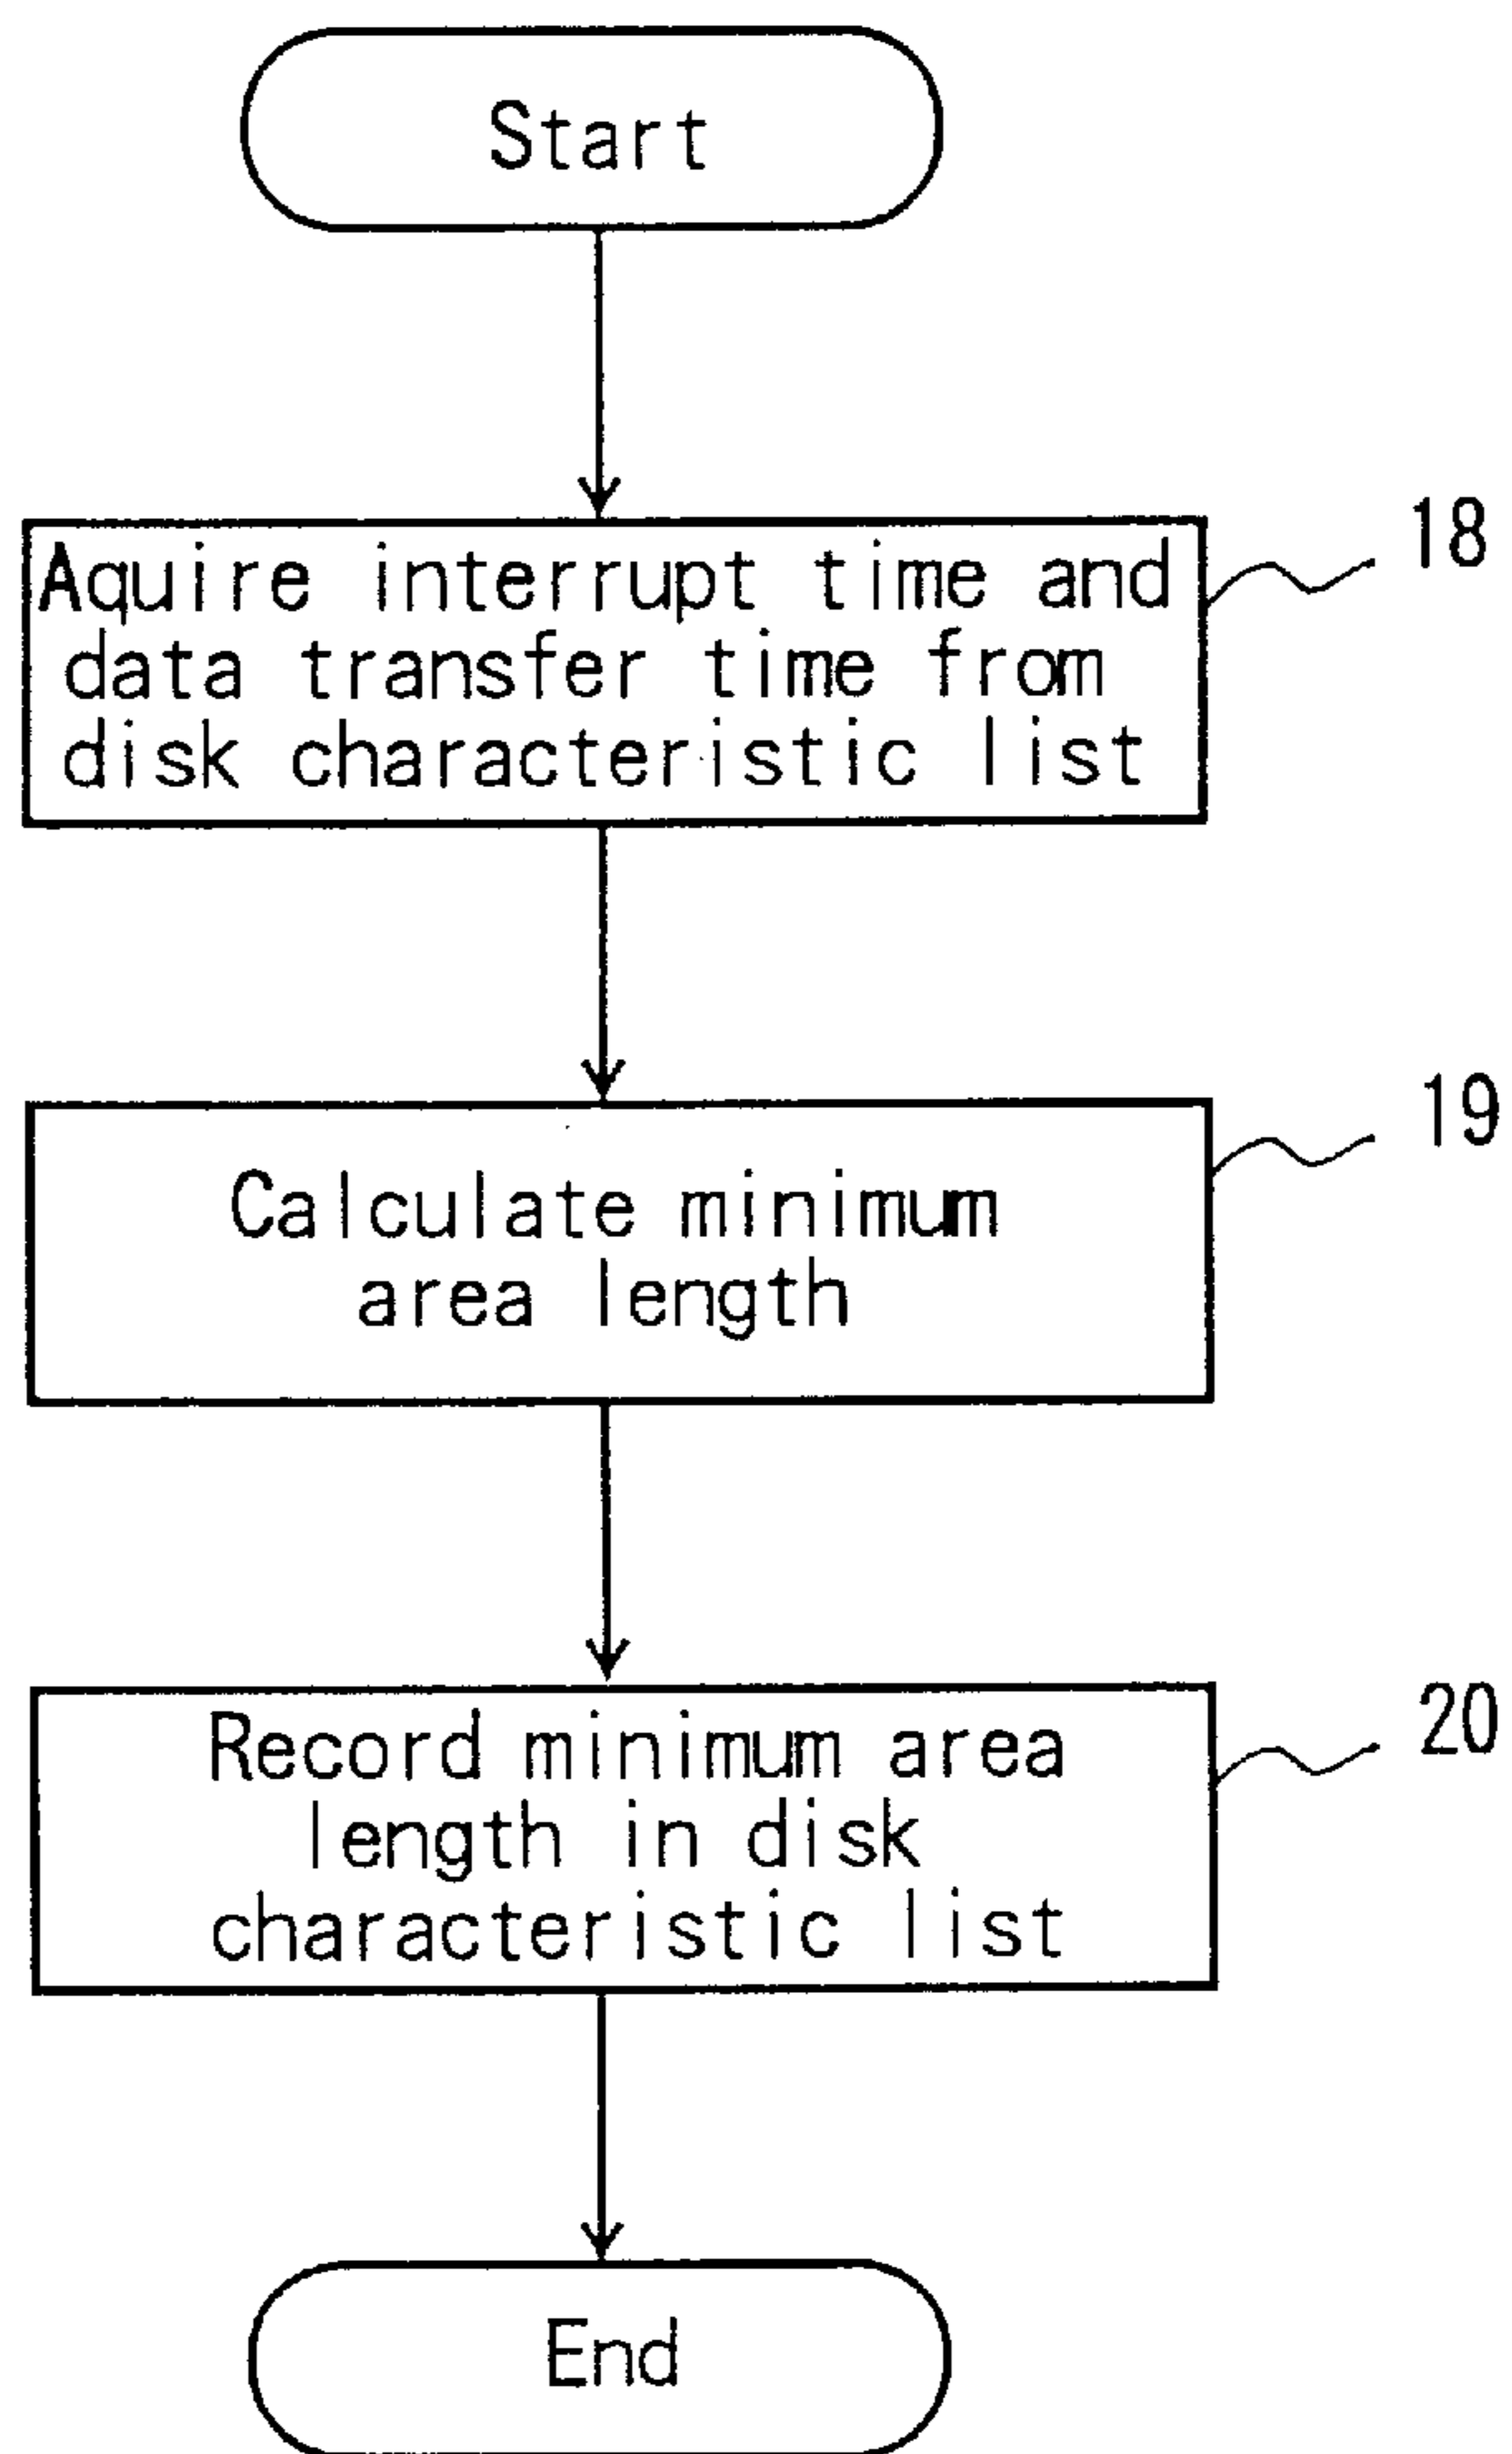 Start
18
Aquire interrupt time and
data transfer time from
disk characteristic list
19
Calculate minimum
area length
20
Record minimum area
length in disk
characteristic list
End